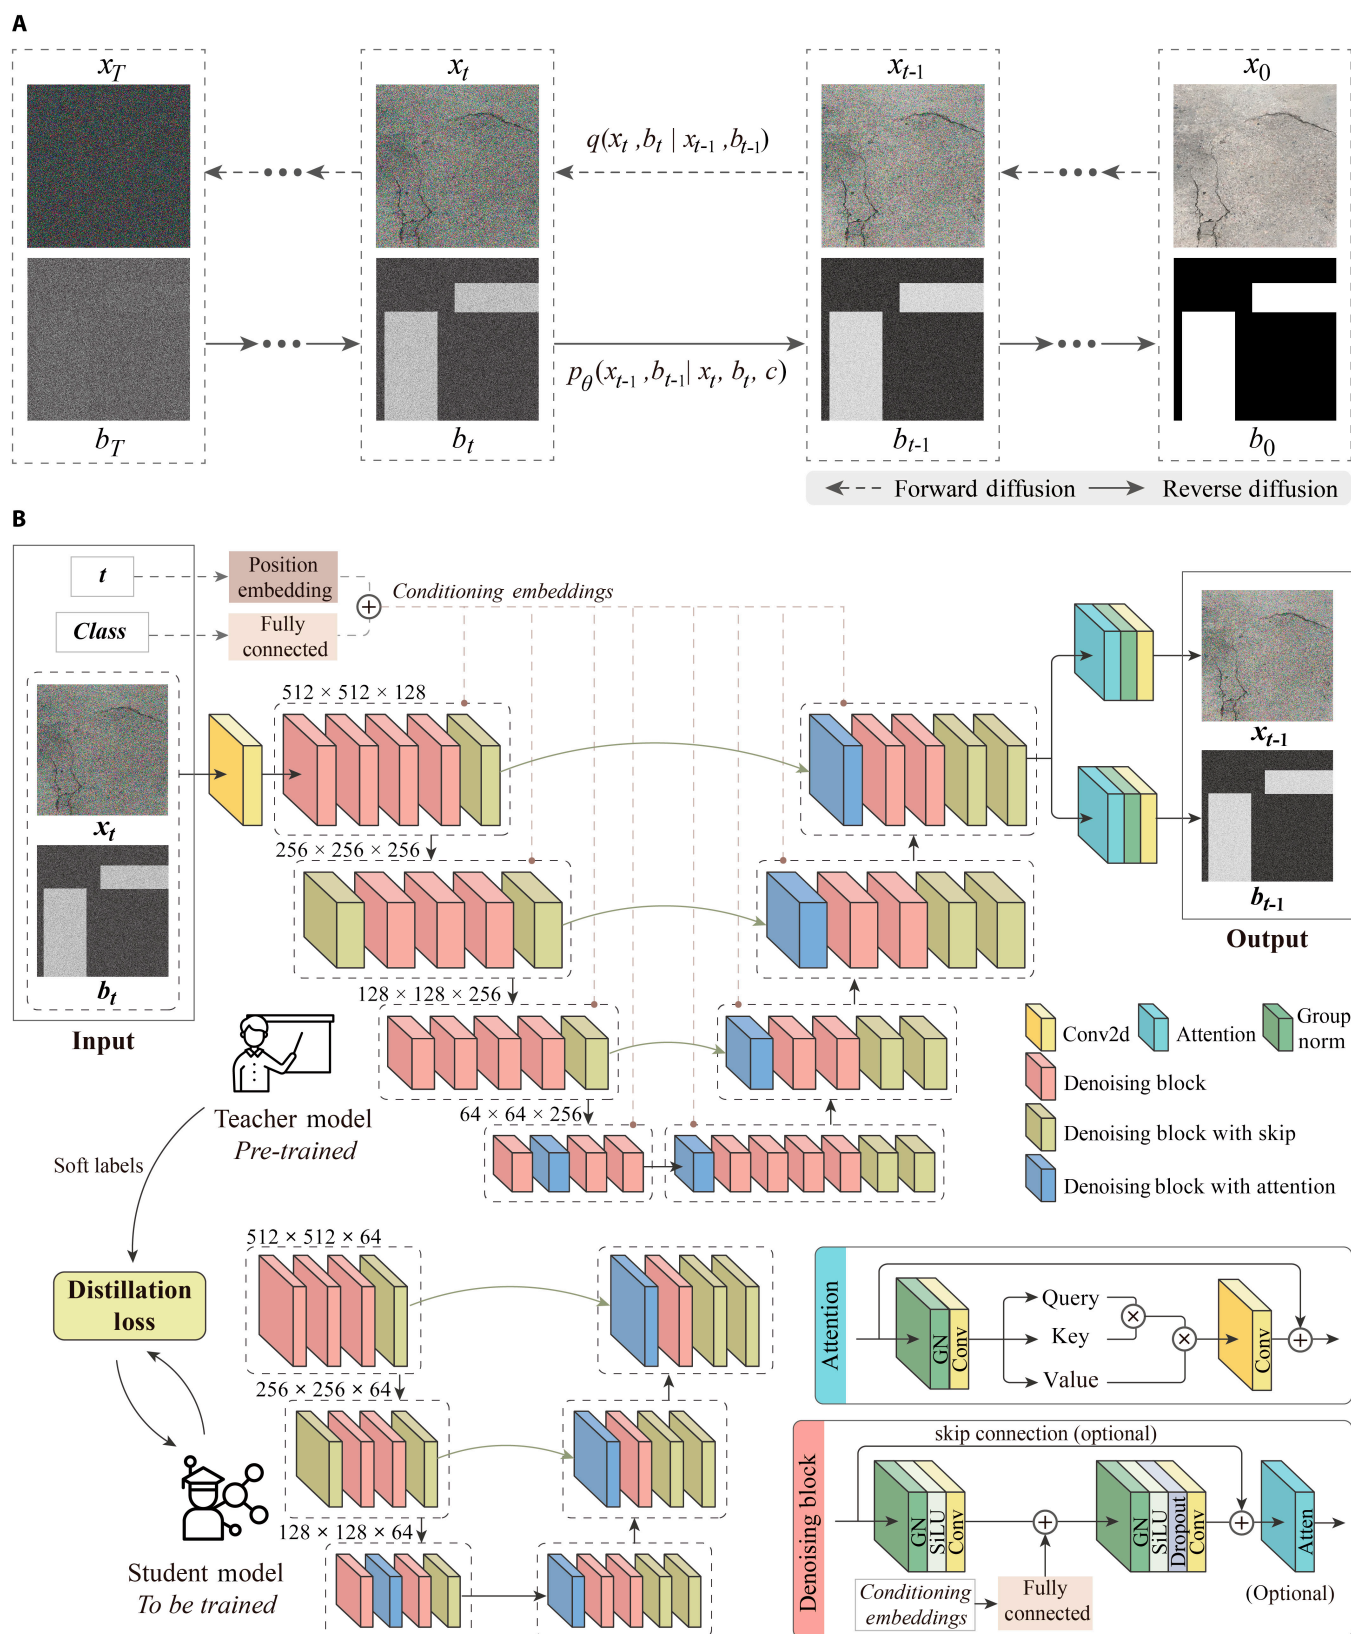 A
x_T
x_t
x_{t-1}
x_0
q(x_t ,b_t | x_{t-1} ,b_{t-1})
p_θ(x_{t-1} ,b_{t-1}| x_t, b_t, c)
b_T
b_t
b_{t-1}
b_0
Forward diffusion
Reverse diffusion
B
t
Position
embedding
Conditioning embeddings
+
Class
Fully
connected
512 × 512 × 128
x_t
256 × 256 × 256
b_t
Input
128 × 128 × 256
64 × 64 × 256
x_{t-1}
b_{t-1}
Output
Conv2d
Attention
Group
norm
Denoising block
Denoising block with skip
Denoising block with attention
Teacher model
Pre-trained
Soft labels
Distillation
loss
Student model
To be trained
512 × 512 × 64
256 × 256 × 64
128 × 128 × 64
Attention
GN
Conv
Query
Key
Value
×
×
Conv
+
Denoising block
skip connection (optional)
GN
SiLU
Conv
+
GN
SiLU
Dropout
Conv
+
Atten
(Optional)
Conditioning
embeddings
Fully
connected